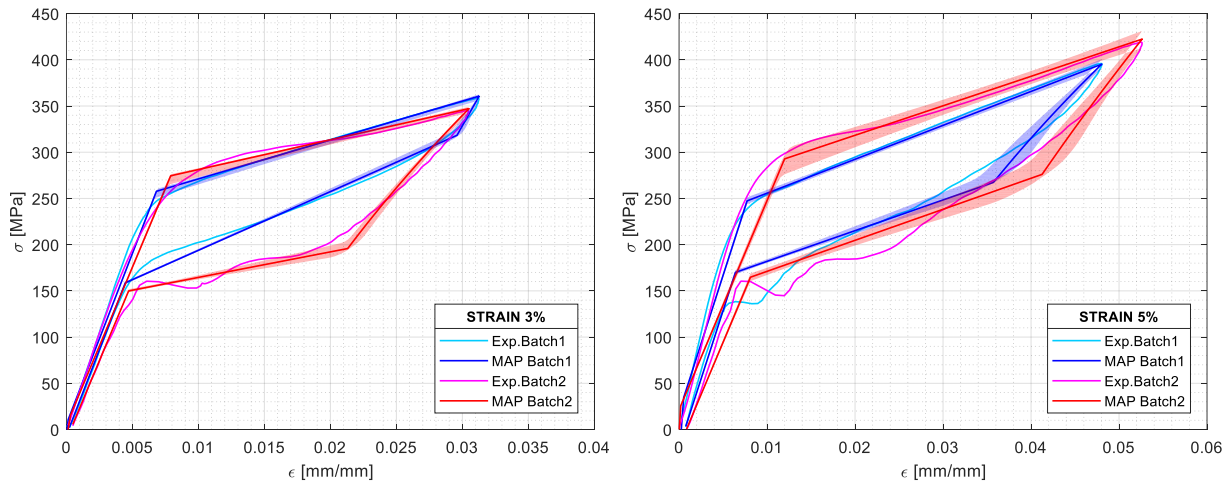 450
400
350
300
250
200
150
100
50
0
σ [MPa]
0 0.005 0.01 0.015 0.02 0.025 0.03 0.035 0.04
ϵ [mm/mm]
STRAIN 3%
Exp.Batch1
MAP Batch1
Exp.Batch2
MAP Batch2
450
400
350
300
250
200
150
100
50
0
σ [MPa]
0 0.01 0.02 0.03 0.04 0.05 0.06
ϵ [mm/mm]
STRAIN 5%
Exp.Batch1
MAP Batch1
Exp.Batch2
MAP Batch2